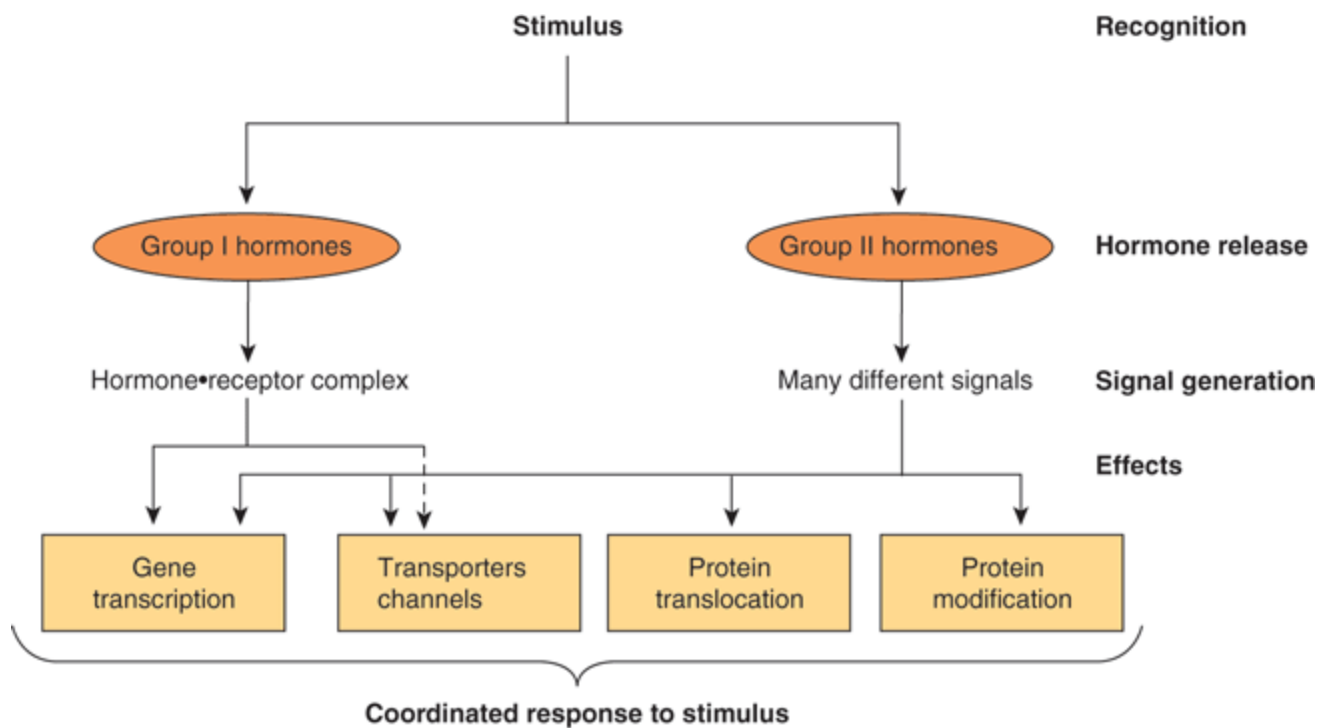 Stimulus
Recognition
Group I hormones
Group II hormones
Hormone release
Hormone•receptor complex
Many different signals
Signal generation
Effects
Gene
transcription
Transporters
channels
Protein
translocation
Protein
modification
Coordinated response to stimulus